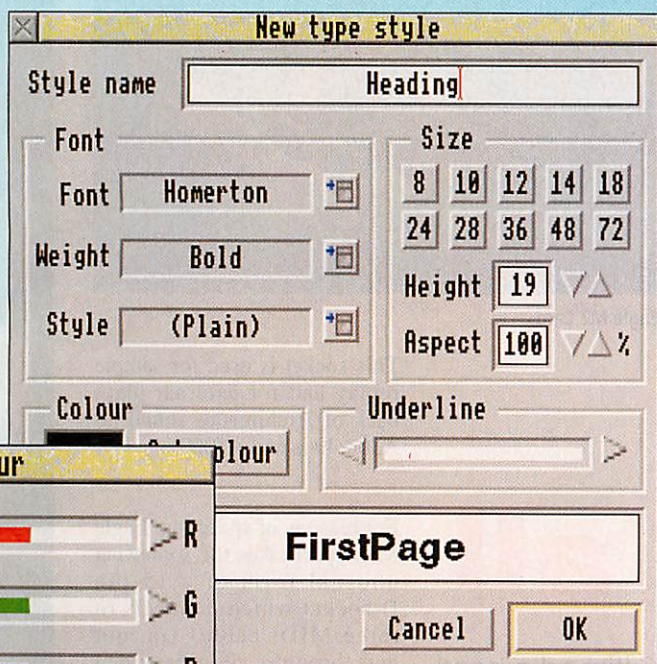 New type style
Style name Heading
Font
Font Homerton
Weight Bold
Style (Plain)
Size
8 10 12 14 18
24 28 36 48 72
Height 19
Aspect 100 %
Colour
Underline
R
FirstPage
G
Cancel OK